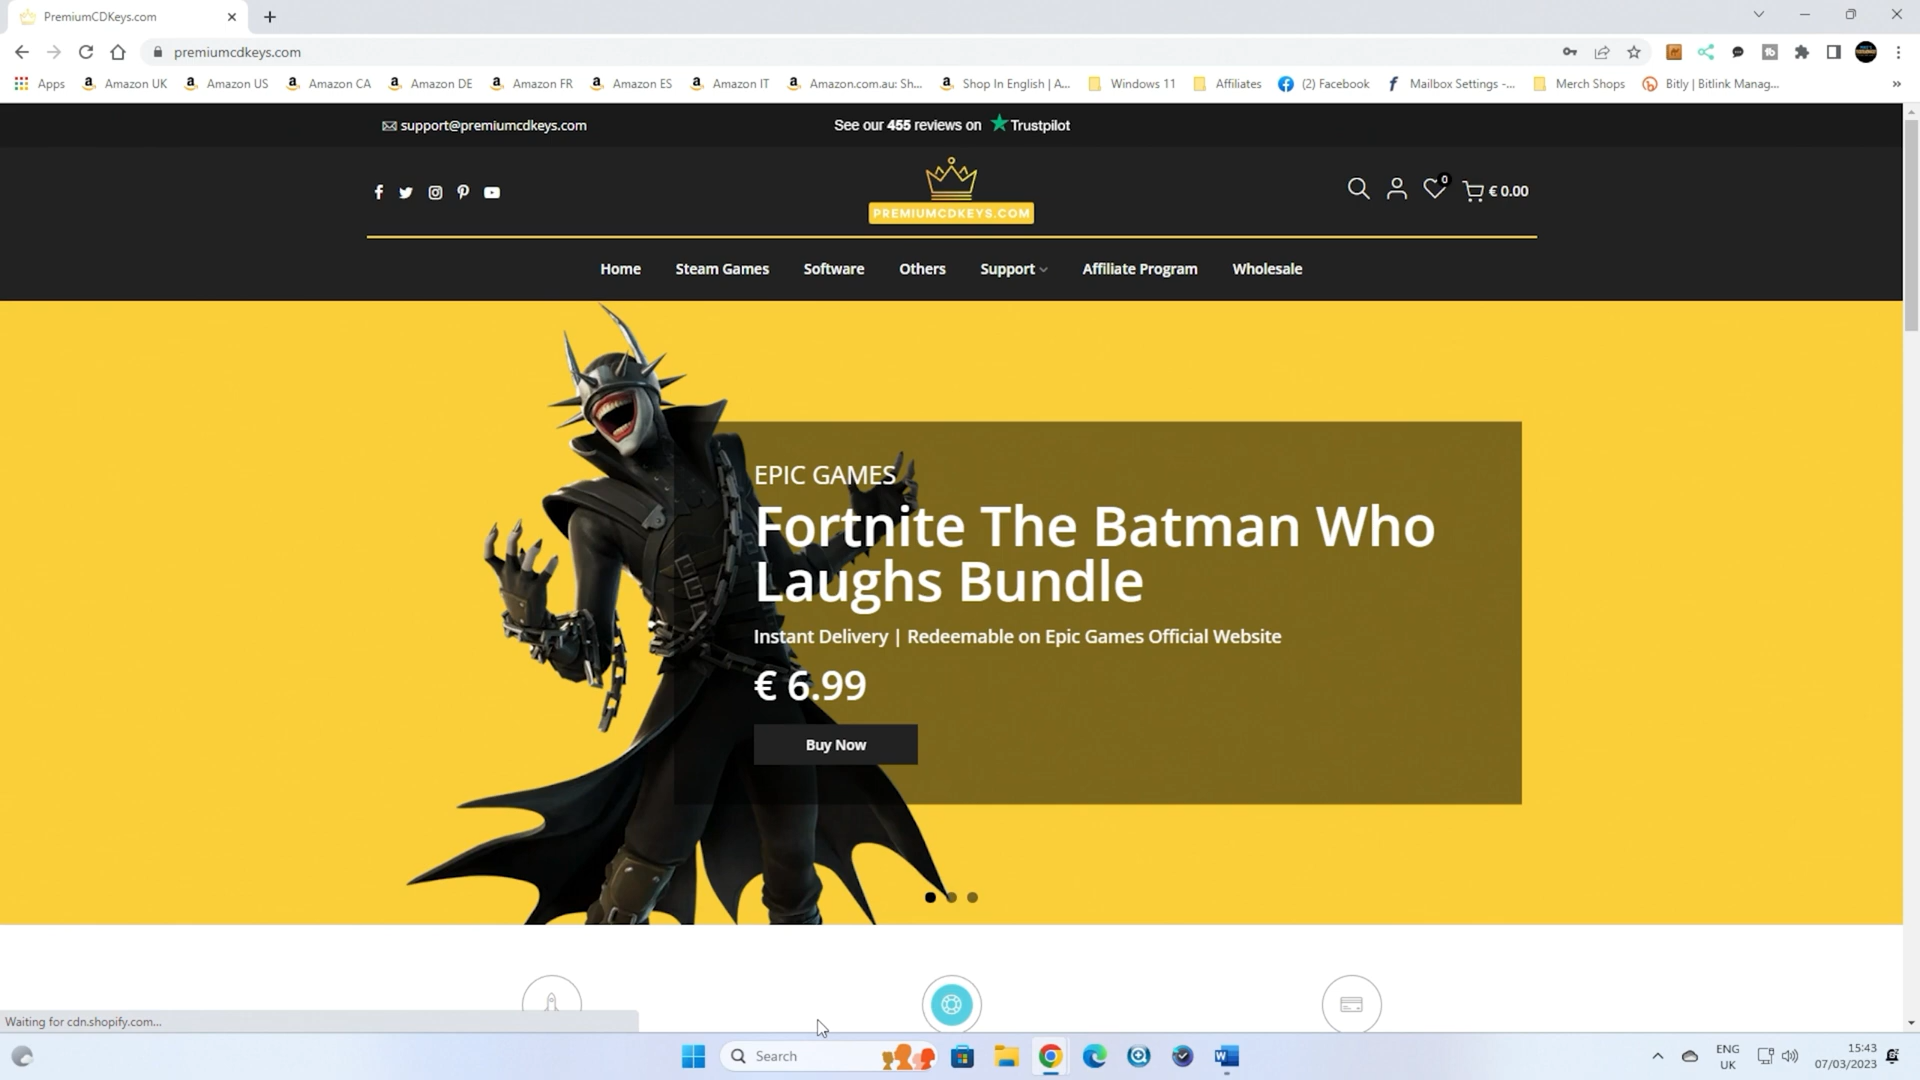 PremiumCDKeys.com
premiumcdkeys.com
Apps Amazon UK Amazon US Amazon CA Amazon DE Amazon FR Amazon ES Amazon IT Amazon.com.au: Sh... Shop In English | A... Windows 11 Affiliates (2) Facebook Mailbox Settings -... Merch Shops Bitly | Bitlink Manag... »
support@premiumcdkeys.com See our 455 reviews on Trustpilot
0
€ 0.00
PREMIUMCDKEYS.COM
Home Steam Games Software Others Support Affiliate Program Wholesale
EPIC GAMES
Fortnite The Batman Who
Laughs Bundle
Instant Delivery | Redeemable on Epic Games Official Website
€ 6.99
Buy Now
Waiting for cdn.shopify.com...
Search
ENG
UK
15:43
07/03/2023